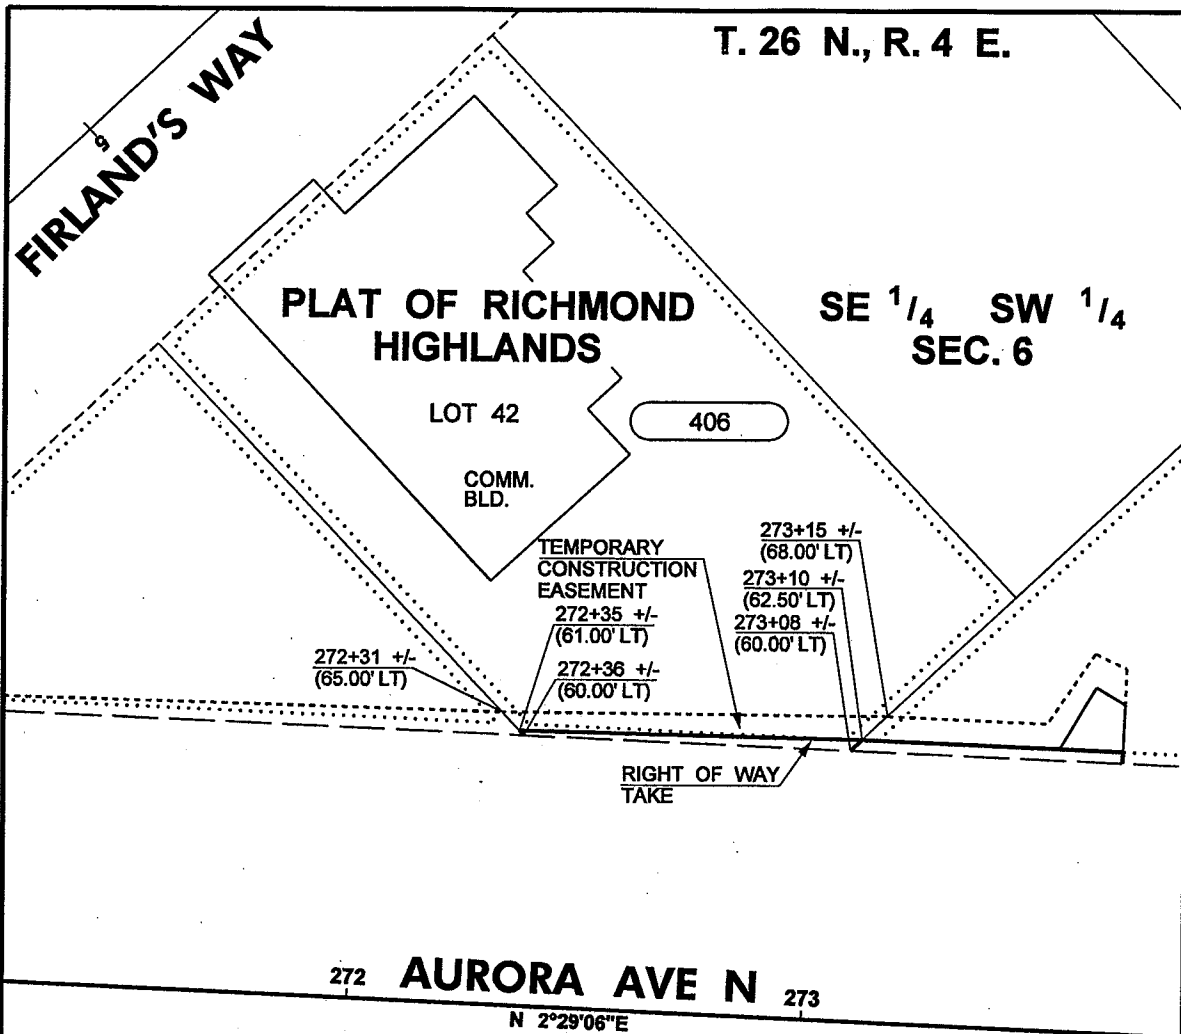 T. 26 N., R. 4 E.
FIRLAND'S WAY
5
PLAT OF RICHMOND
HIGHLANDS
SE 1/4 SW 1/4
SEC. 6
LOT 42
406
COMM.
BLD.
TEMPORARY
CONSTRUCTION
EASEMENT
273+15 +/-
(68.00' LT)
273+10 +/-
(62.50' LT)
273+08 +/-
(60.00' LT)
272+35 +/-
(61.00' LT)
272+36 +/-
(60.00' LT)
272+31 +/-
(65.00' LT)
RIGHT OF WAY
TAKE
272 AURORA AVE N 273
N 2°29'06"E